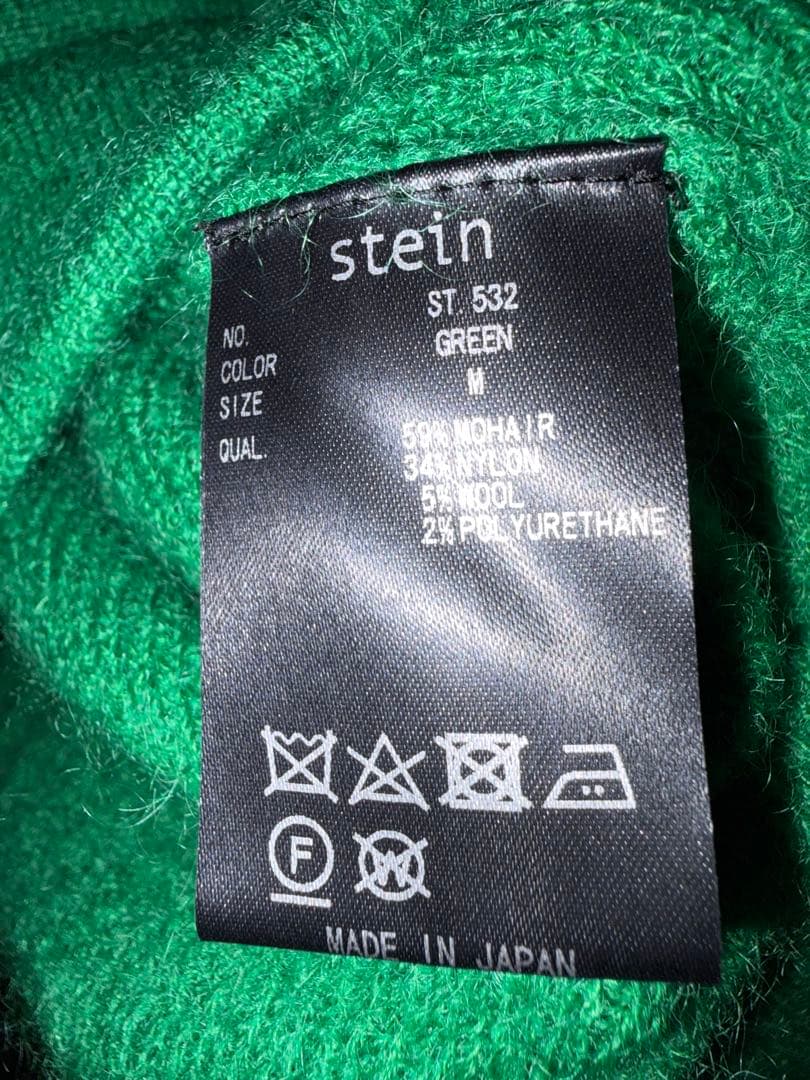 stein
NO. ST. 532
COLOR GREEN
SIZE M
QUAL. 59% MOHAIR
34% NYLON
5% WOOL
2% POLYURETHANE
F W
MADE IN JAPAN